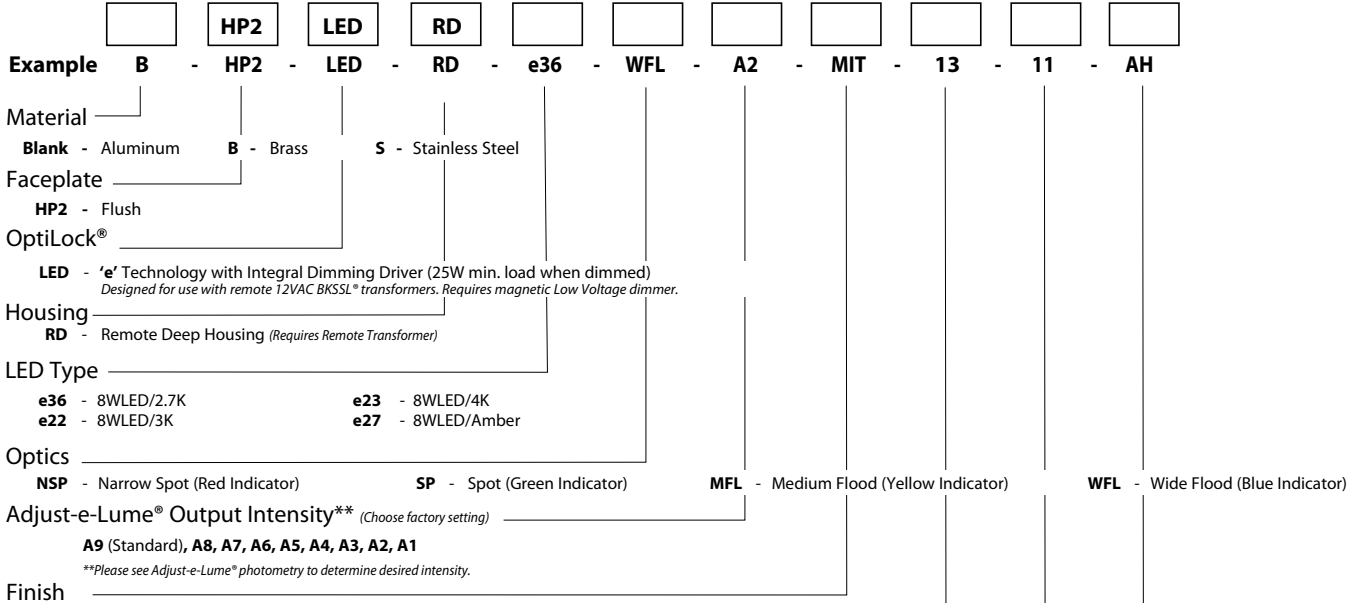 HP2 LED RD
Example B - HP2 - LED - RD - e36 - WFL - A2 - MIT - 13 - 11 - AH
Material
Blank - Aluminum B - Brass S - Stainless Steel
Faceplate
HP2 - Flush
OptiLock®
LED - 'e' Technology with Integral Dimming Driver (25W min. load when dimmed)
Designed for use with remote 12VAC BKSSL® transformers. Requires magnetic Low Voltage dimmer.
Housing
RD - Remote Deep Housing (Requires Remote Transformer)
LED Type
e36 - 8WLED/2.7K e23 - 8WLED/4K
e22 - 8WLED/3K e27 - 8WLED/Amber
Optics
NSP - Narrow Spot (Red Indicator) SP - Spot (Green Indicator) MFL - Medium Flood (Yellow Indicator) WFL - Wide Flood (Blue Indicator)
Adjust-e-Lume® Output Intensity** (Choose factory setting)
A9 (Standard), A8, A7, A6, A5, A4, A3, A2, A1
**Please see Adjust-e-Lume® photometry to determine desired intensity.
Finish